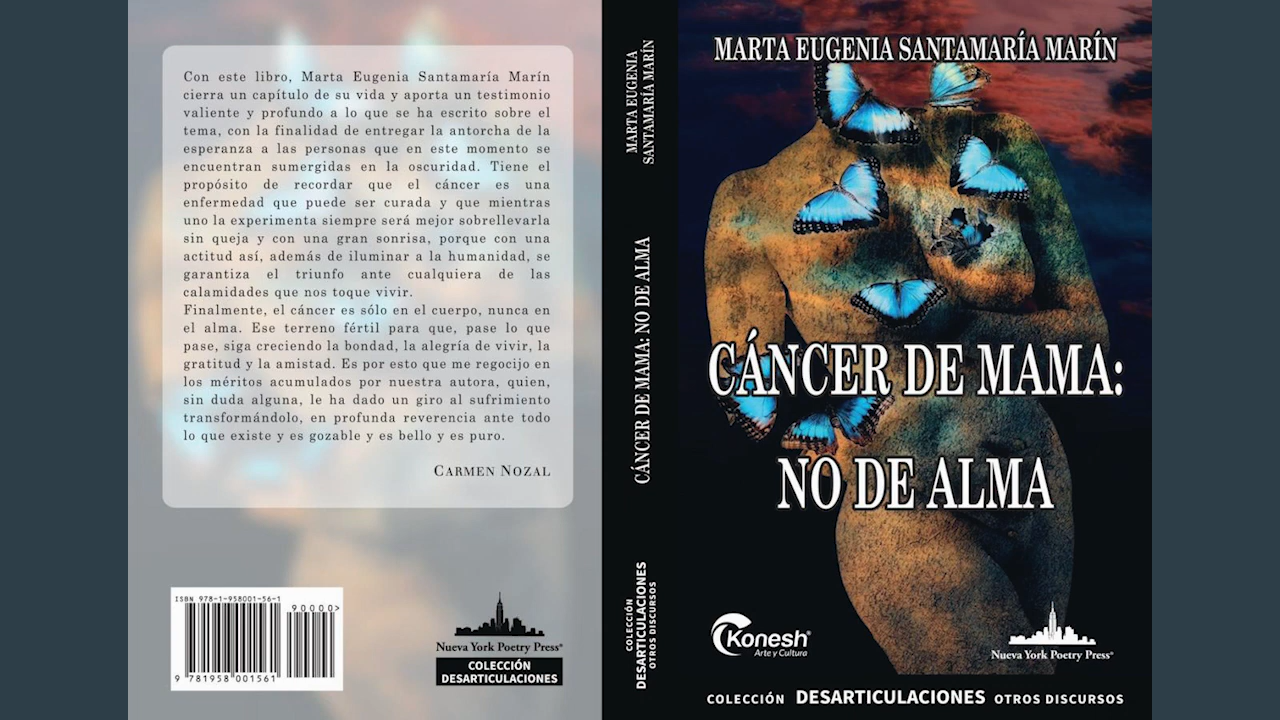 Con este libro, Marta Eugenia Santamaría Marín
cierra un capítulo de su vida y aporta un testimonio
valiente y profundo a lo que se ha escrito sobre el
tema, con la finalidad de entregar la antorcha de la
esperanza a las personas que en este momento se
encuentran sumergidas en la oscuridad. Tiene el
propósito de recordar que el cáncer es una
enfermedad que puede ser curada y que mientras
uno la experimenta siempre será mejor sobrellevarla
sin queja y con una gran sonrisa, porque con una
actitud así, además de iluminar a la humanidad, se
garantiza el triunfo ante cualquiera de las
calamidades que nos toque vivir.
Finalmente, el cáncer es sólo en el cuerpo, nunca en
el alma. Ese terreno fértil para que, pase lo que
pase, siga creciendo la bondad, la alegría de vivir, la
gratitud y la amistad. Es por esto que me regocijo en
los méritos acumulados por nuestra autora, quien,
sin duda alguna, le ha dado un giro al sufrimiento
transformándolo, en profunda reverencia ante todo
lo que existe y es gozable y es bello y es puro.
CARMEN NOZAL
ISBN 978-1-958001-56-1
90000>
9 781958 001561
Nueva York Poetry Press®
COLECCIÓN
DESARTICULACIONES
MARTA EUGENIA
SANTAMARÍA MARÍN
CÁNCER DE MAMA: NO DE ALMA
COLECCIÓN
DESARTICULACIONES
OTROS DISCURSOS
MARTA EUGENIA SANTAMARÍA MARÍN
CÁNCER DE MAMA:
NO DE ALMA
Konesh®
Arte y Cultura
Nueva York Poetry Press®
COLECCIÓN DESARTICULACIONES OTROS DISCURSOS